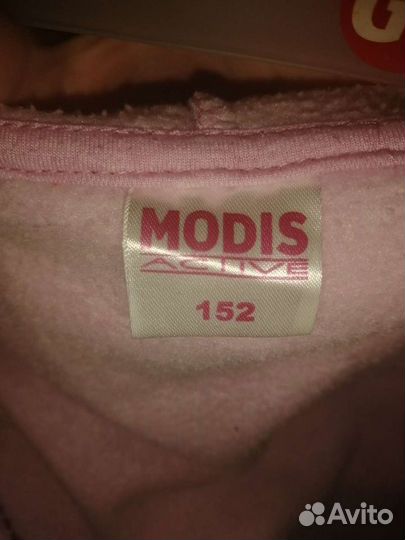 G
MODIS
ACTIVE
152
Avito